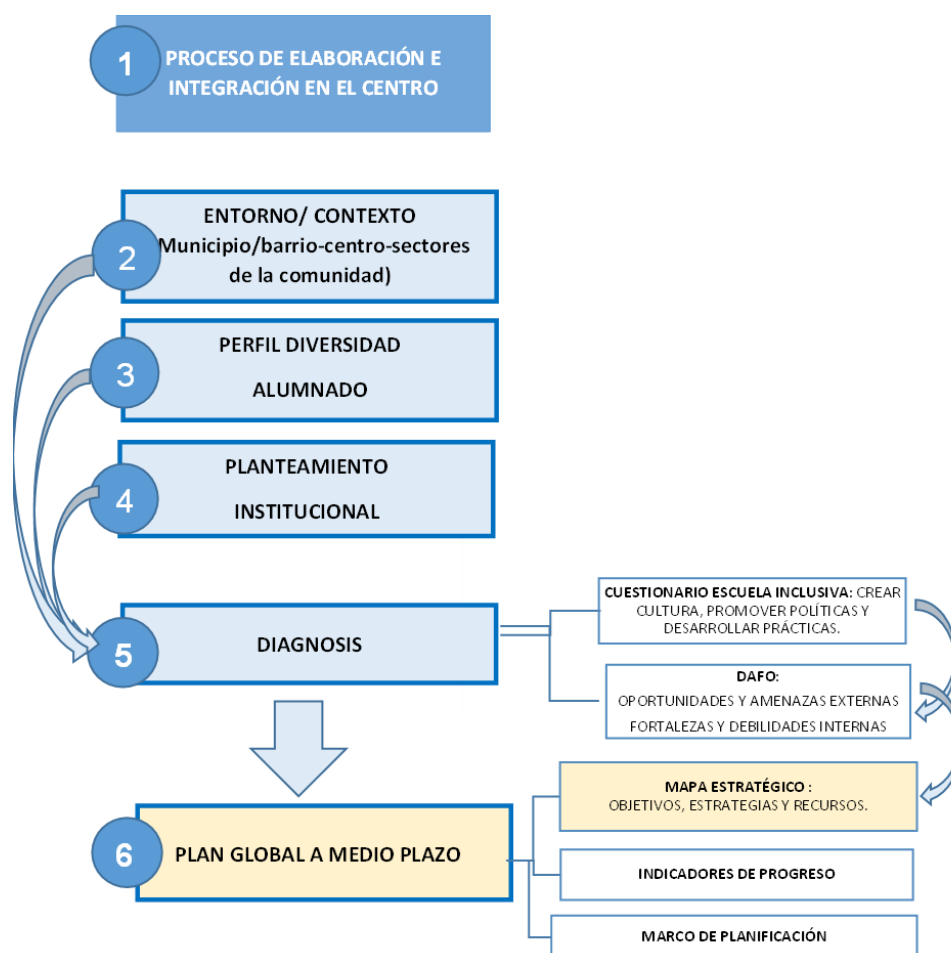 1
PROCESO DE ELABORACIÓN E
INTEGRACIÓN EN EL CENTRO
2
ENTORNO/ CONTEXTO
Municipio/barrio-centro-sectores
de la comunidad)
3
PERFIL DIVERSIDAD
ALUMNADO
4
PLANTEAMIENTO
INSTITUCIONAL
5
DIAGNOSIS
CUESTIONARIO ESCUELA INCLUSIVA: CREAR
CULTURA, PROMOVER POLÍTICAS Y
DESARROLLAR PRÁCTICAS.
DAFO:
OPORTUNIDADES Y AMENAZAS EXTERNAS
FORTALEZAS Y DEBILIDADES INTERNAS
6
PLAN GLOBAL A MEDIO PLAZO
MAPA ESTRATÉGICO :
OBJETIVOS, ESTRATEGIAS Y RECURSOS.
INDICADORES DE PROGRESO
MARCO DE PLANIFICACIÓN